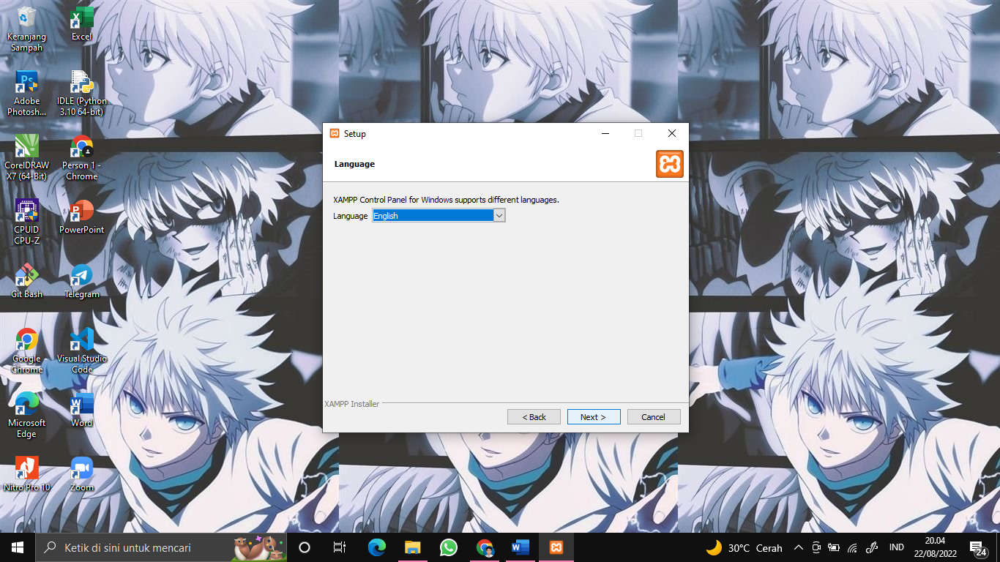 Keranjang
Sampah
Excel
Adobe
Photosh...
IDLE (Python
3.10 64-bit)
CorelDRAW
X7 (64-Bit)
Person 1 -
Chrome
CPUID
CPU-Z
PowerPoint
Git Bash
Telegram
Google
Chrome
Visual Studio
Code
Microsoft
Edge
Word
Nitro Pro 10
Zoom
Setup
Language
XAMPP Control Panel for Windows supports different languages.
Language English
XAMPP Installer
< Back Next > Cancel
Ketik di sini untuk mencari
30°C Cerah
IND
20.04
22/08/2022
24